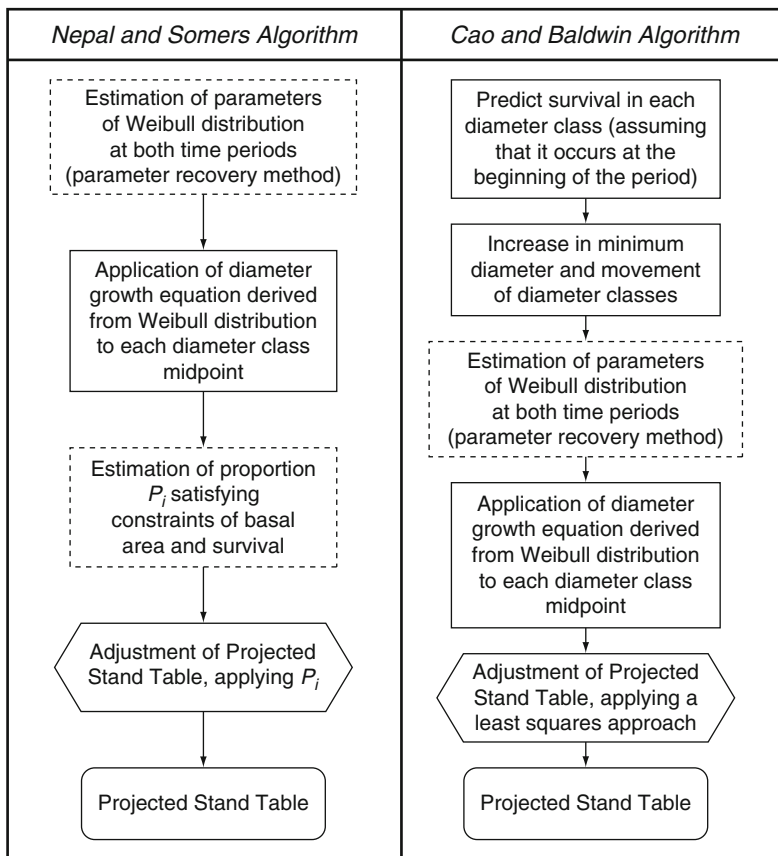 Nepal and Somers Algorithm
Estimation of parameters
of Weibull distribution
at both time periods
(parameter recovery method)
Application of diameter
growth equation derived
from Weibull distribution
to each diameter class
midpoint
Estimation of proportion
Pi satisfying
constraints of basal
area and survival
Adjustment of Projected
Stand Table, applying Pi
Projected Stand Table
Cao and Baldwin Algorithm
Predict survival in each
diameter class (assuming
that it occurs at the
beginning of the period)
Increase in minimum
diameter and movement
of diameter classes
Estimation of parameters
of Weibull distribution
at both time periods
(parameter recovery method)
Application of diameter
growth equation derived
from Weibull distribution
to each diameter class
midpoint
Adjustment of Projected
Stand Table, applying a
least squares approach
Projected Stand Table